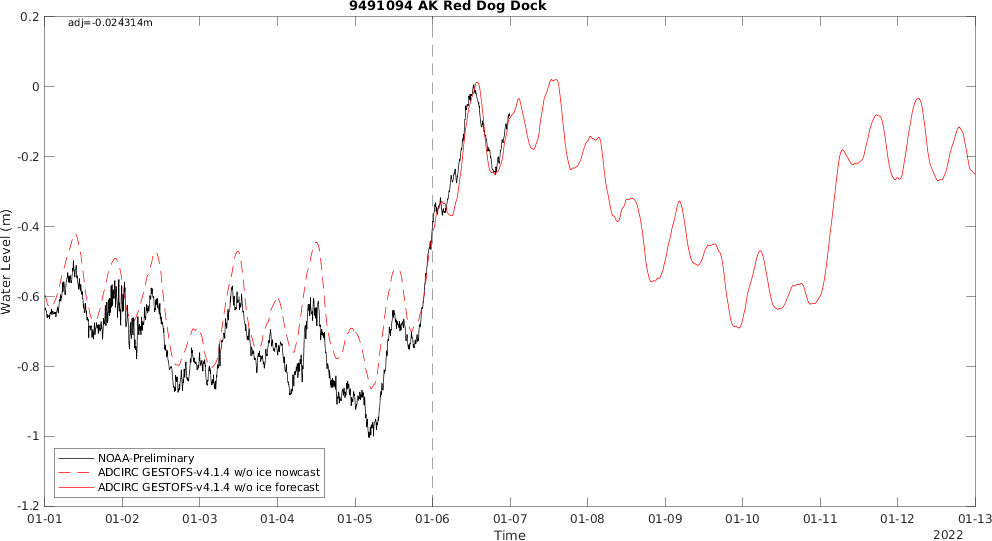 9491094 AK Red Dog Dock
adj=-0.024314m
0.2
0
-0.2
-0.4
-0.6
-0.8
-1
-1.2
Water Level (m)
NOAA-Preliminary
ADCIRC GESTOFS-v4.1.4 w/o ice nowcast
ADCIRC GESTOFS-v4.1.4 w/o ice forecast
01-01 01-02 01-03 01-04 01-05 01-06 01-07 01-08 01-09 01-10 01-11 01-12 01-13
Time
2022